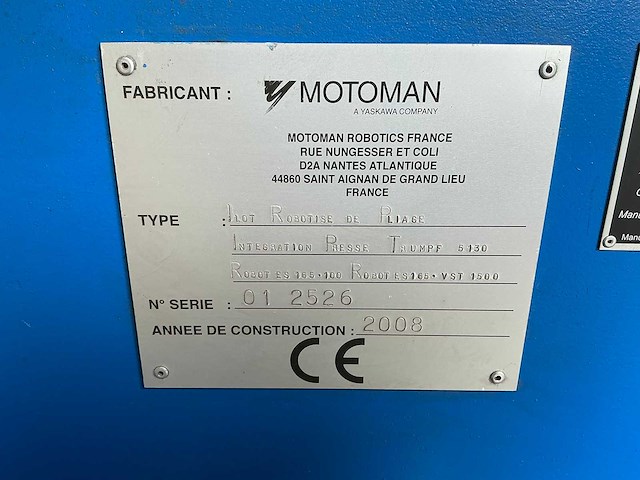 FABRICANT : MOTOMAN
A YASKAWA COMPANY
MOTOMAN ROBOTICS FRANCE
RUE NUNGESSER ET COLI
D2A NANTES ATLANTIQUE
44860 SAINT AIGNAN DE GRAND LIEU
FRANCE
TYPE : ILOT ROBOTISE DE PLIAGE
INTEGRATION PRESSE TRUMPF 5130
ROBOT ES165-100 ROBOT ES165-VST 1500
N° SERIE : 01 2526
ANNEE DE CONSTRUCTION : 2008
CE